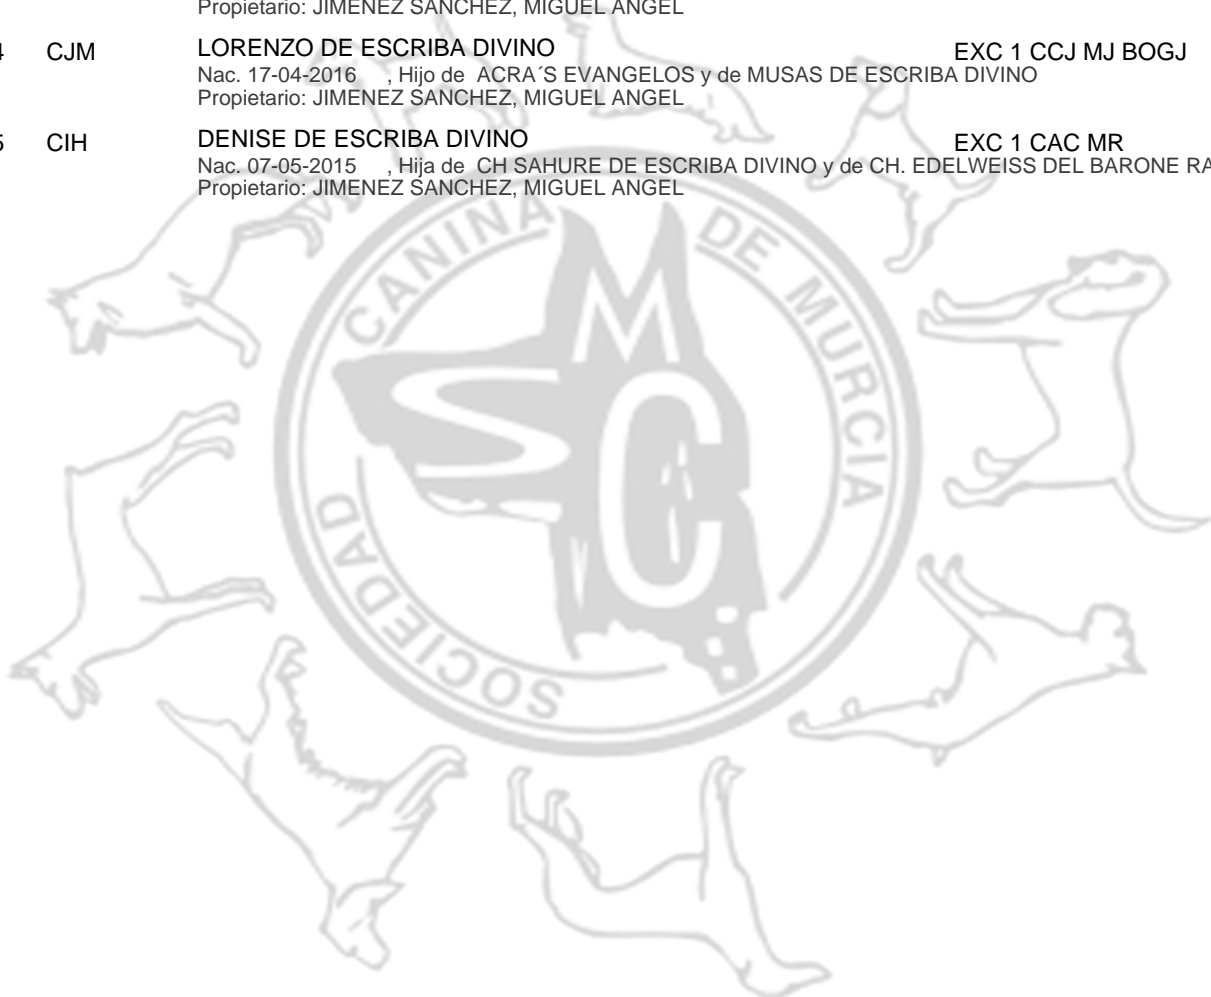 Propietario: JIMENEZ SANCHEZ, MIGUEL ANGEL
4 CJM LORENZO DE ESCRIBA DIVINO EXC 1 CCJ MJ BOGJ
Nac. 17-04-2016 , Hijo de ACRA´S EVANGELOS y de MUSAS DE ESCRIBA DIVINO
Propietario: JIMENEZ SANCHEZ, MIGUEL ANGEL
5 CIH DENISE DE ESCRIBA DIVINO EXC 1 CAC MR
Nac. 07-05-2015 , Hija de CH SAHURE DE ESCRIBA DIVINO y de CH. EDELWEISS DEL BARONE RA
Propietario: JIMENEZ SANCHEZ, MIGUEL ANGEL
SOCIEDAD CANINA DE MURCIA
M
S
C